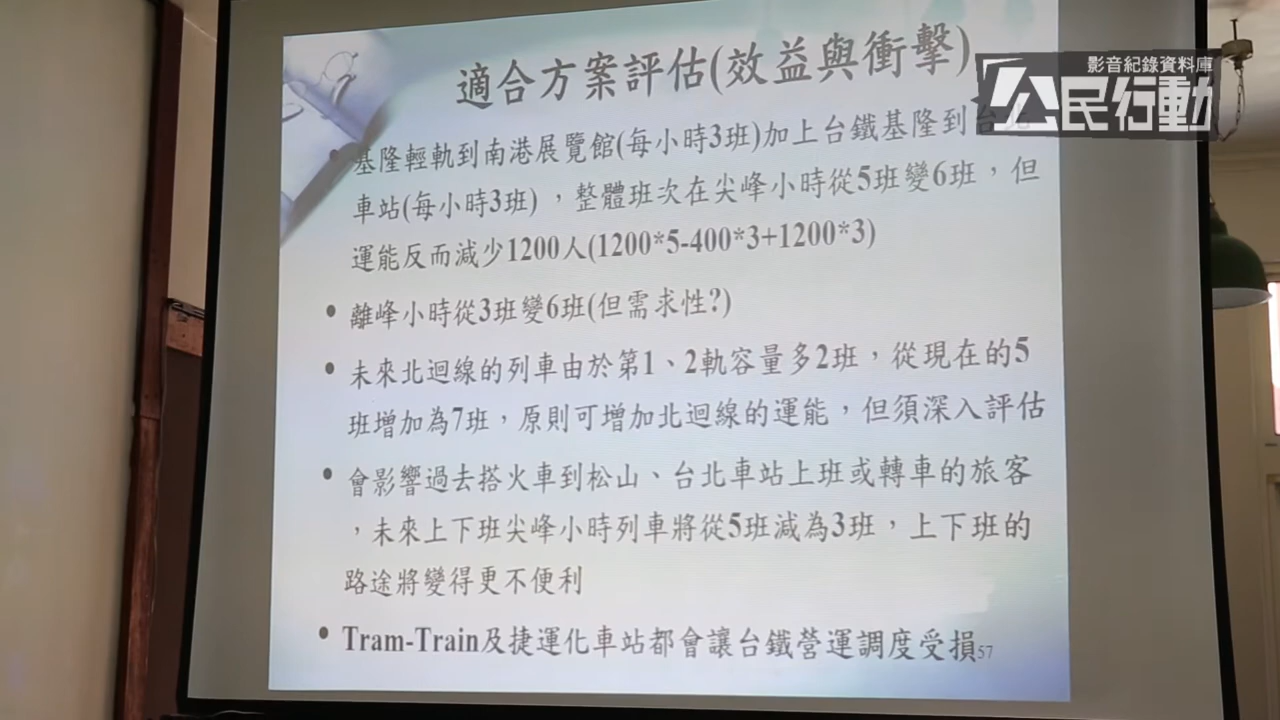 適合方案評估(效益與衝擊)
影音紀錄資料庫
公民行動
基隆輕軌到南港展覽館(每小時3班)加上台鐵基隆到台北
車站(每小時3班),整體班次在尖峰小時從5班變6班,但
運能反而減少1200人(1200*5-400*3+1200*3)
• 離峰小時從3班變6班(但需求性?)
• 未來北迴線的列車由於第1、2軌容量多2班,從現在的5
班增加為7班,原則可增加北迴線的運能,但須深入評估
• 會影響過去搭火車到松山、台北車站上班或轉車的旅客
,未來上下班尖峰小時列車將從5班減為3班,上下班的
路途將變得更不便利
• Tram-Train及捷運化車站都會讓台鐵營運調度受損
57